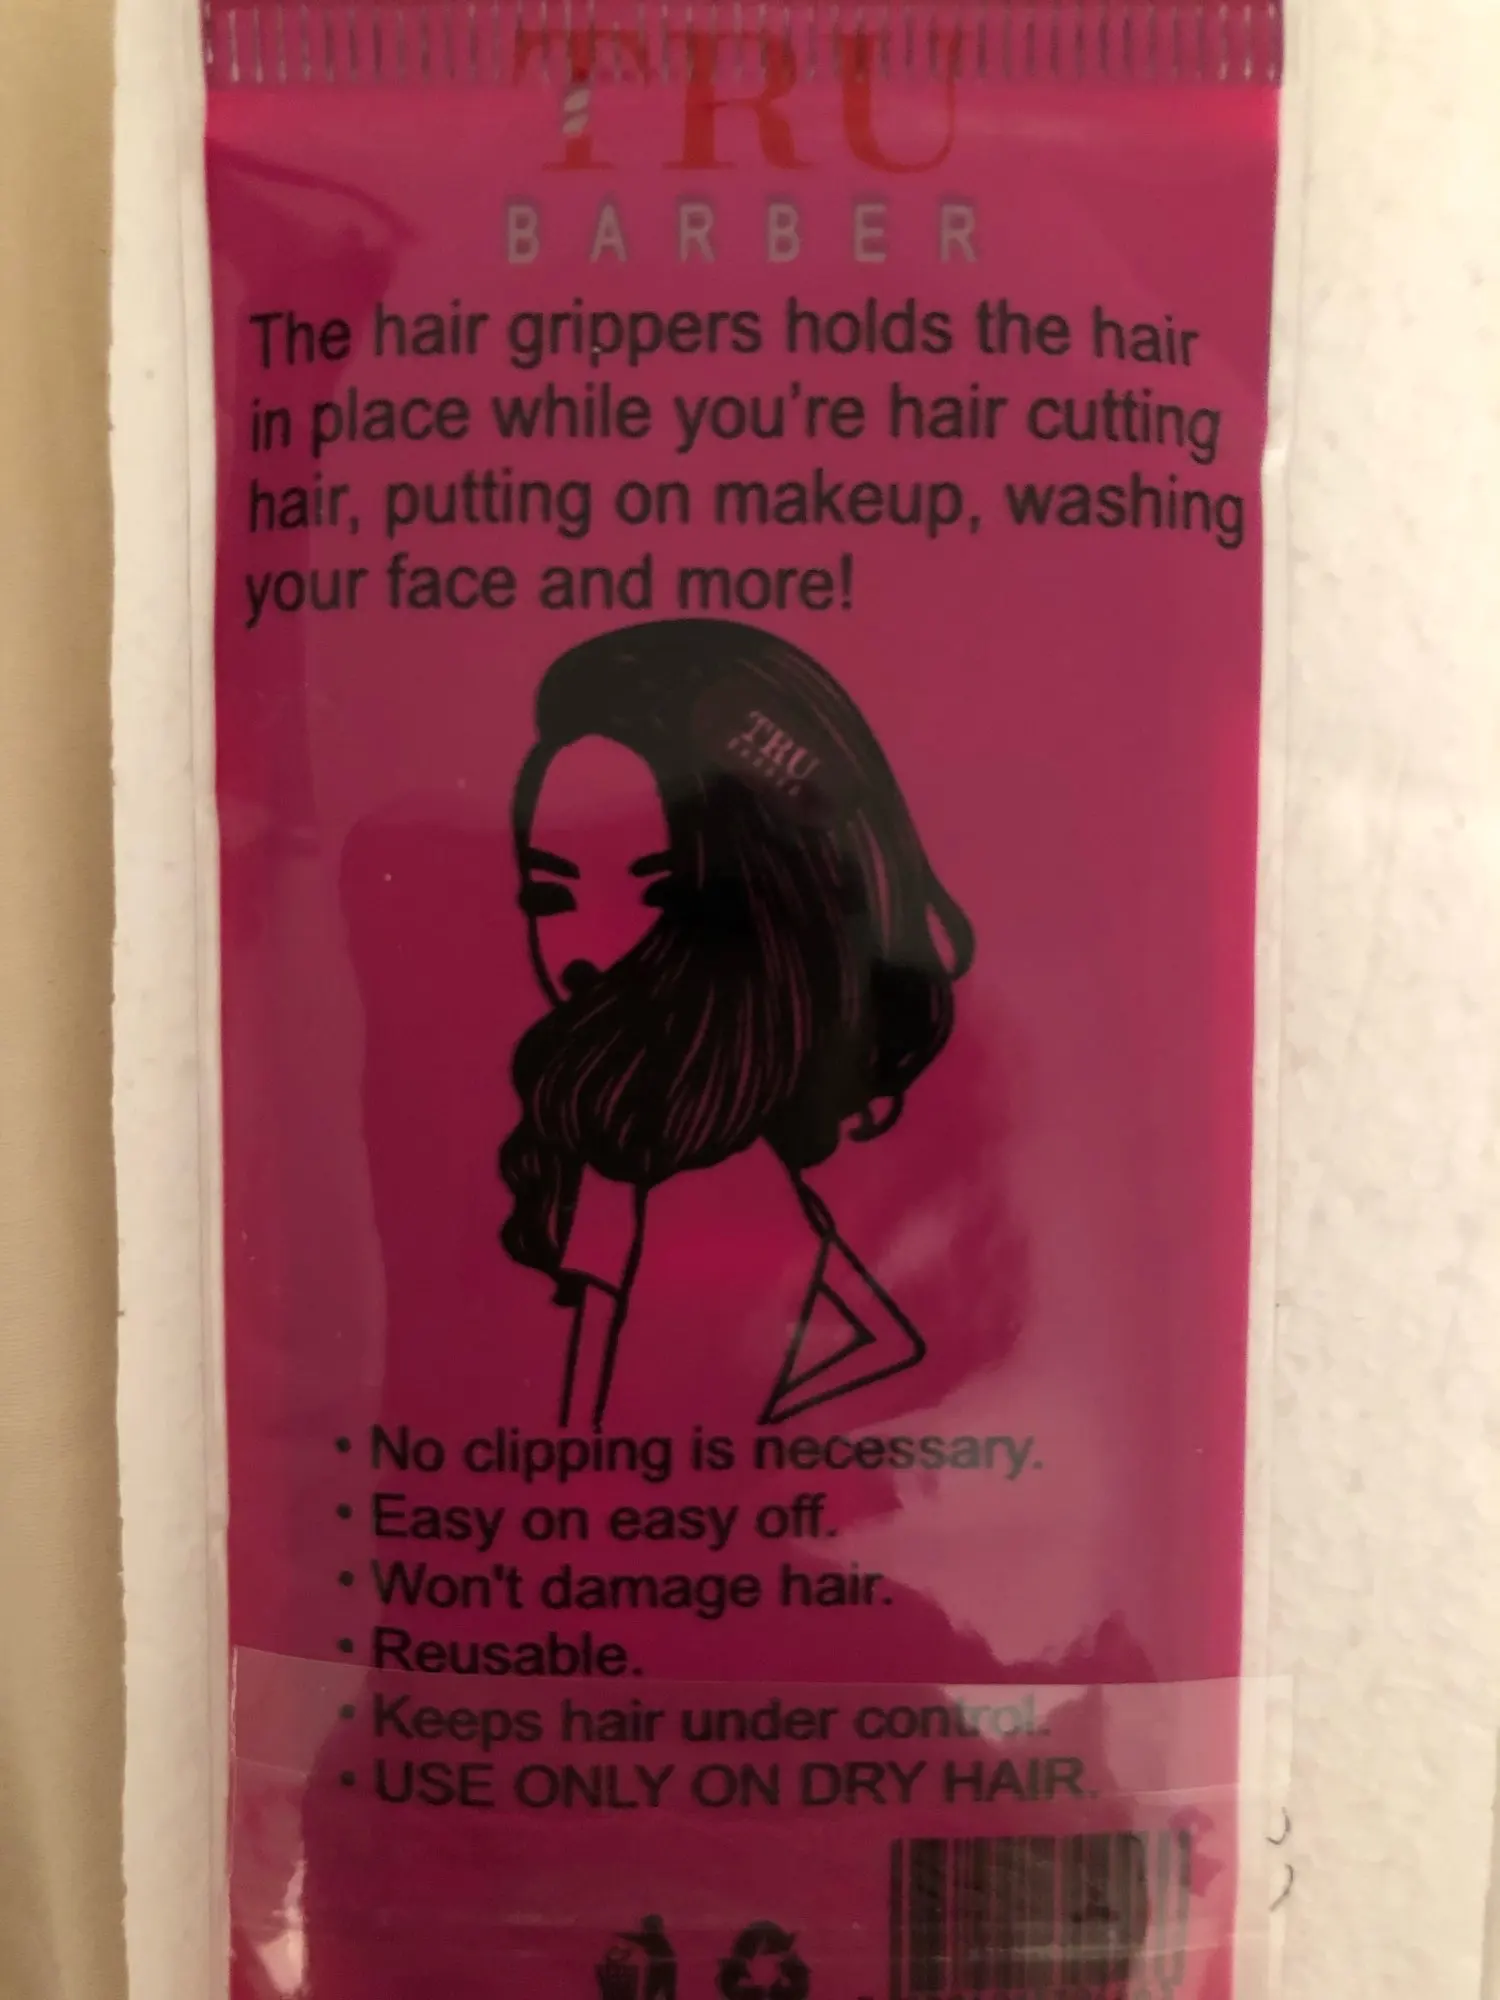 TRU
BARBER
The hair grippers holds the hair
in place while you're hair cutting
hair, putting on makeup, washing
your face and more!
TRU
• No clipping is necessary.
• Easy on easy off.
• Won't damage hair.
• Reusable.
• Keeps hair under control.
• USE ONLY ON DRY HAIR.